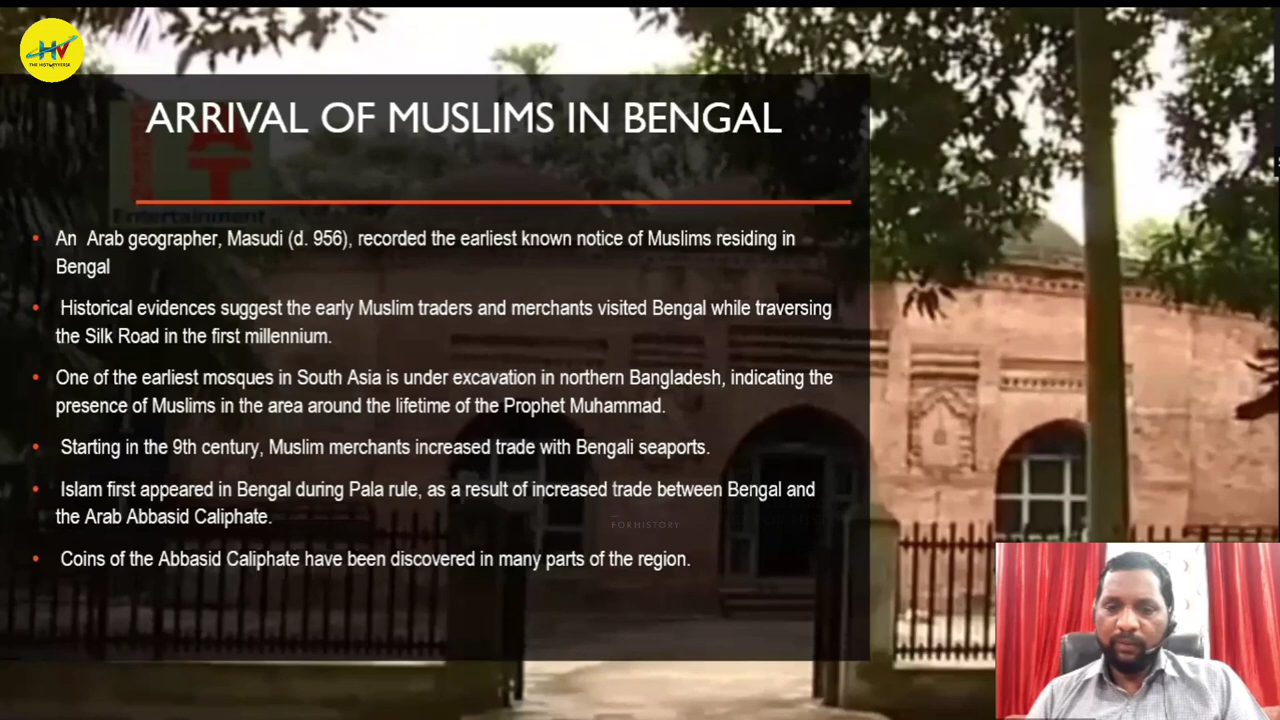 HV
THE HISTORYVERSE
ARRIVAL OF MUSLIMS IN BENGAL
Entertainment
• An Arab geographer, Masudi (d. 956), recorded the earliest known notice of Muslims residing in
Bengal
• Historical evidences suggest the early Muslim traders and merchants visited Bengal while traversing
the Silk Road in the first millennium.
• One of the earliest mosques in South Asia is under excavation in northern Bangladesh, indicating the
presence of Muslims in the area around the lifetime of the Prophet Muhammad.
• Starting in the 9th century, Muslim merchants increased trade with Bengali seaports.
• Islam first appeared in Bengal during Pala rule, as a result of increased trade between Bengal and
the Arab Abbasid Caliphate.
FORHISTORY
• Coins of the Abbasid Caliphate have been discovered in many parts of the region.